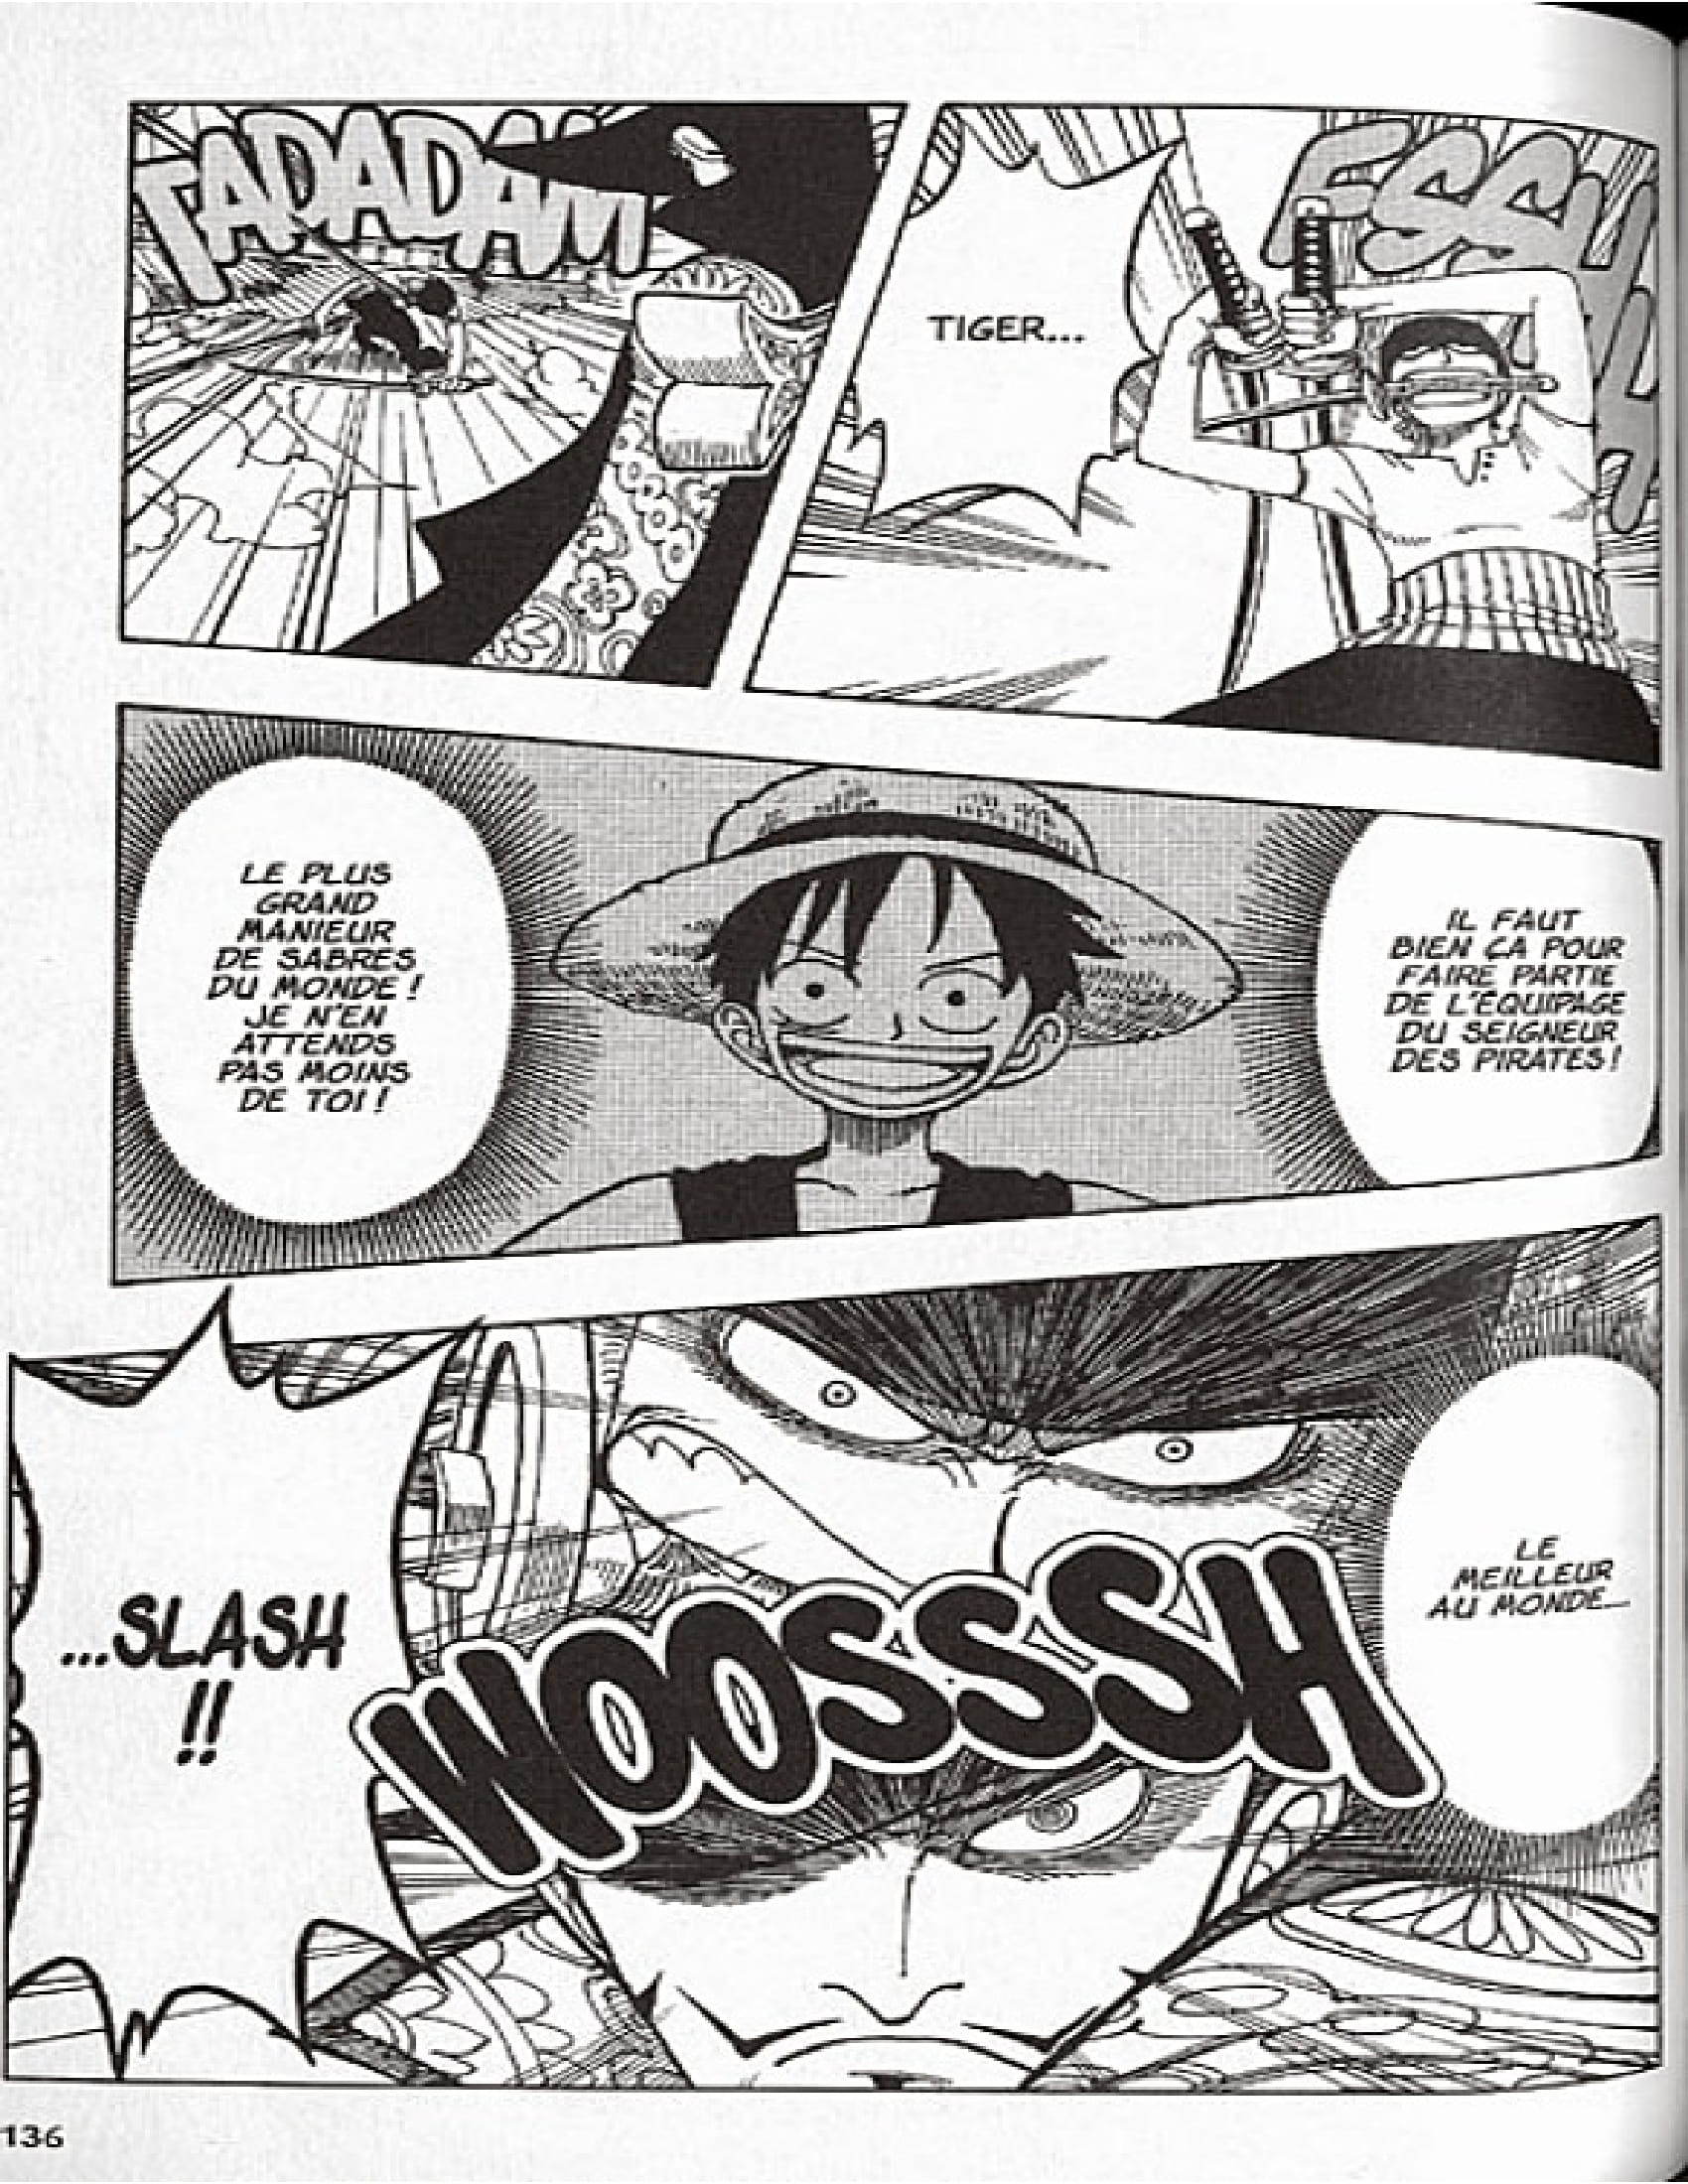 FSSHH
TIGER...
TADADAM
IL FAUT
BIEN ÇA POUR
FAIRE PARTIE
DE L'ÉQUIPAGE
DU SEIGNEUR
DES PIRATES !
LE PLUS
GRAND
MANIEUR
DE SABRES
DU MONDE !
JE N'EN
ATTENDS
PAS MOINS
DE TOI !
LE
MEILLEUR
AU MONDE...
WOOSSSH
...SLASH
!!
136